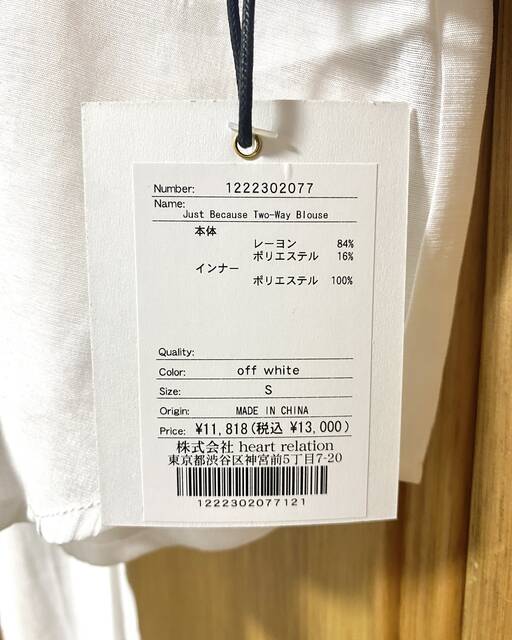 Number: 1222302077
Name:
Just Because Two-Way Blouse
本体
レーヨン 84%
ポリエステル 16%
インナー
ポリエステル 100%
Quality:
Color: off white
Size: S
Origin: MADE IN CHINA
Price: ¥11,818(税込 ¥13,000)
株式会社 heart relation
東京都渋谷区神宮前5丁目7-20
1222302077121